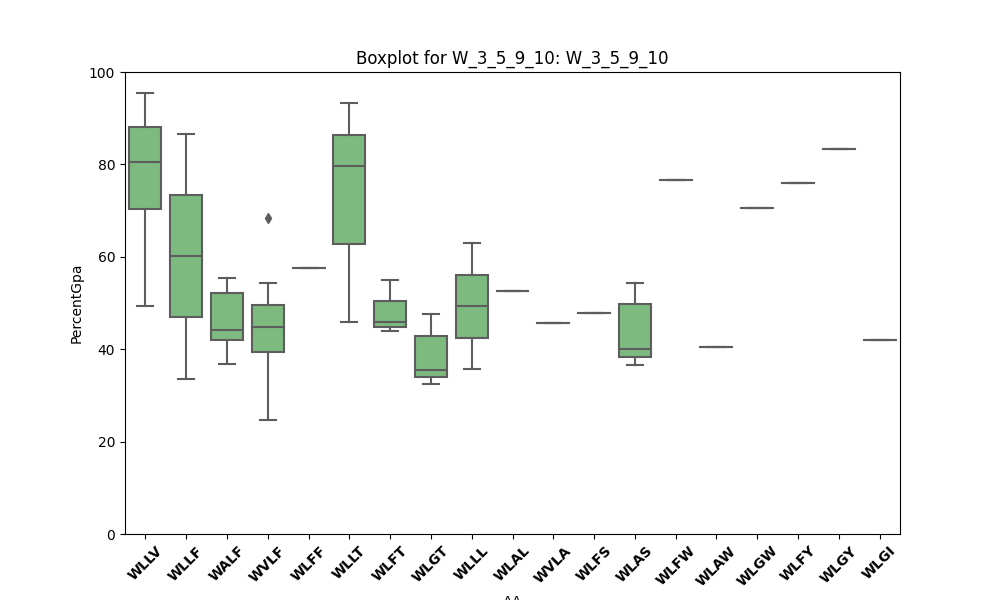 Boxplot for W_3_5_9_10: W_3_5_9_10
100
80
60
40
20
0
PercentGpa
WLLV WLLF WALF WVLF WLFF WLLT WLFT WLGT WLLL WLAL WVLA WLFS WLAS WLFW WLAW WLGW WLFY WLGY WLGI
AA